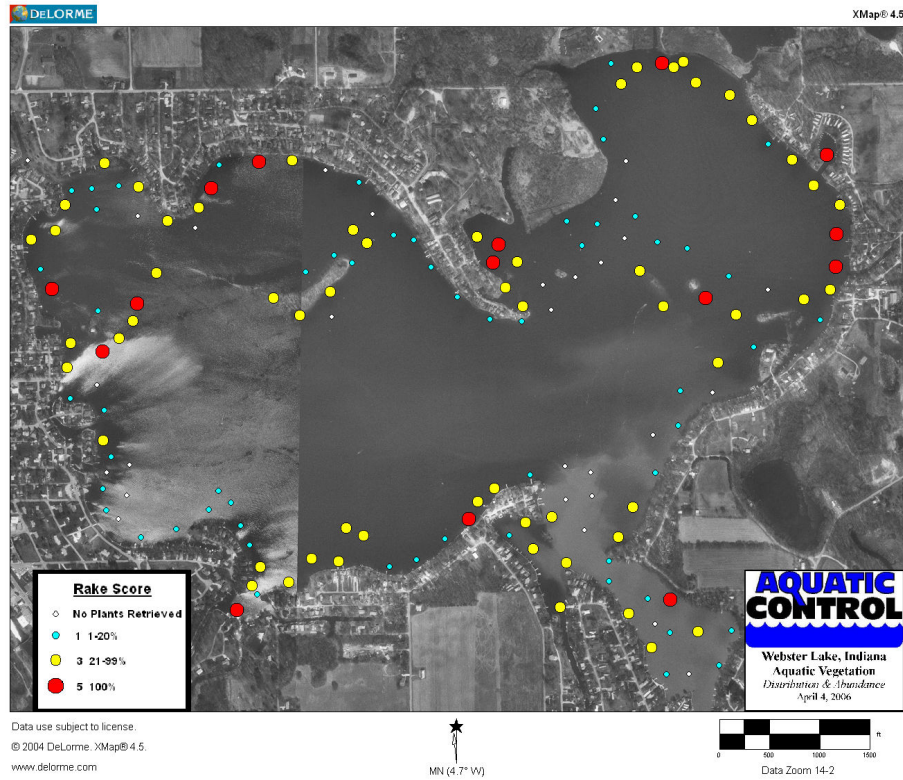 DELORME
XMap® 4.5
Rake Score
No Plants Retrieved
1 1-20%
3 21-99%
5 100%
AQUATIC
CONTROL
Webster Lake, Indiana
Aquatic Vegetation
Distribution & Abundance
April 4, 2006
Data use subject to license.
© 2004 DeLorme. XMap® 4.5.
www.delorme.com
MN (4.7° W)
ft
0 500 1000 1500
Data Zoom 14-2